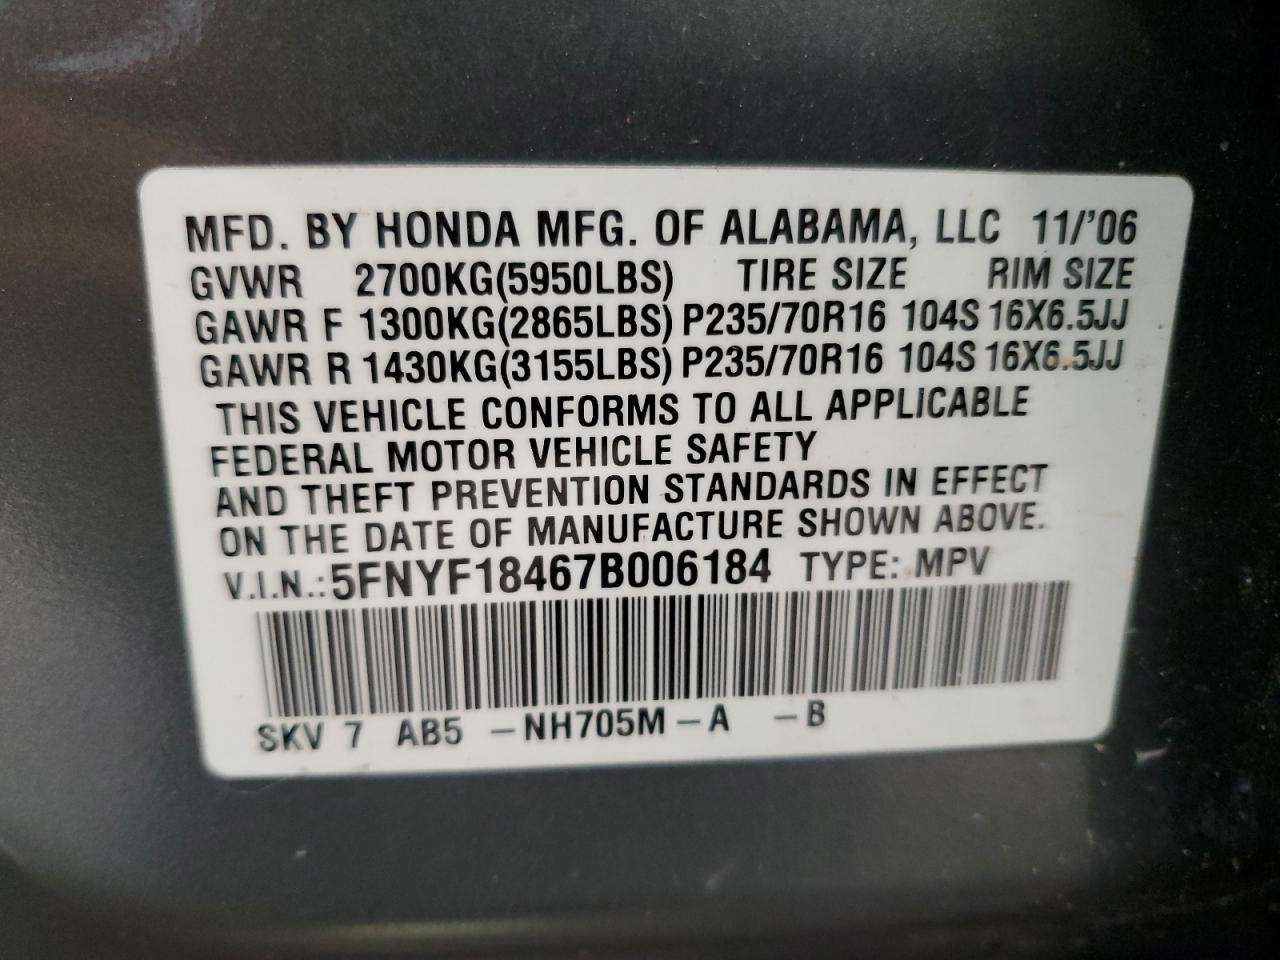 MFD. BY HONDA MFG. OF ALABAMA, LLC 11/'06
GVWR 2700KG(5950LBS) TIRE SIZE RIM SIZE
GAWR F 1300KG(2865LBS) P235/70R16 104S 16X6.5JJ
GAWR R 1430KG(3155LBS) P235/70R16 104S 16X6.5JJ
THIS VEHICLE CONFORMS TO ALL APPLICABLE
FEDERAL MOTOR VEHICLE SAFETY
AND THEFT PREVENTION STANDARDS IN EFFECT
ON THE DATE OF MANUFACTURE SHOWN ABOVE.
V.I.N.:5FNYF18467B006184 TYPE: MPV
SKV 7 AB5 -NH705M-A -B